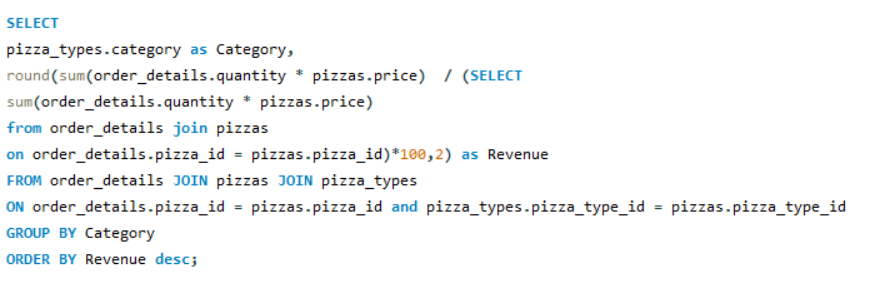 SELECT
pizza_types.category as Category,
round(sum(order_details.quantity * pizzas.price)  / (SELECT
sum(order_details.quantity * pizzas.price)
from order_details join pizzas
on order_details.pizza_id = pizzas.pizza_id)*100,2) as Revenue
FROM order_details JOIN pizzas JOIN pizza_types
ON order_details.pizza_id = pizzas.pizza_id and pizza_types.pizza_type_id = pizzas.pizza_type_id
GROUP BY Category
ORDER BY Revenue desc;